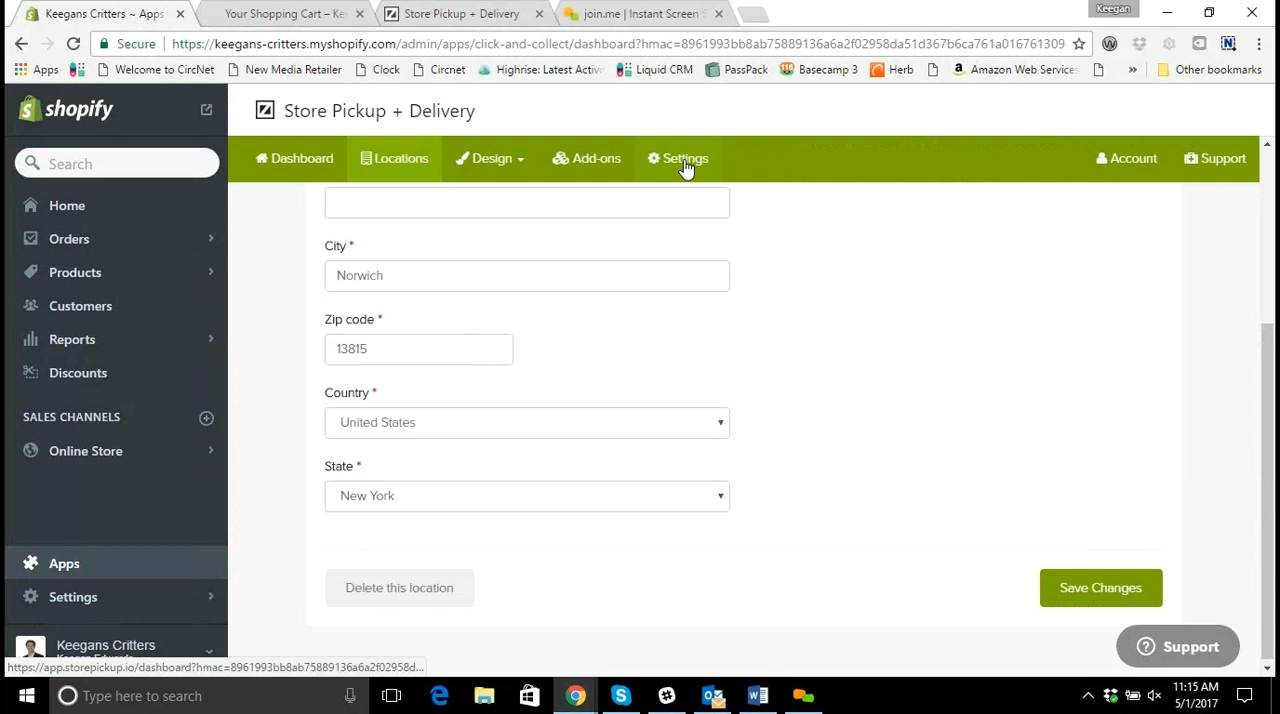 Keegans Critters ~ Apps
Your Shopping Cart –
Store Pickup + Delivery
join.me | Instant Screen
Keegan
Secure
https://keegans-critters.myshopify.com/admin/apps/click-and-collect/dashboard?hmac=8961993bb8ab75889136a6a2f02958da51d367b6ca761a016761309
Apps
Welcome to CircNet
New Media Retailer
Clock
Circnet
Highrise: Latest Activi
Liquid CRM
PassPack
Basecamp 3
Herb
Amazon Web Services
»
Other bookmarks
shopify
Store Pickup + Delivery
Search
Dashboard
Locations
Design
Add-ons
Settings
Account
Support
Home
Orders
Products
Customers
Reports
Discounts
SALES CHANNELS
Online Store
Apps
Settings
Keegans Critters
City *
Norwich
Zip code *
13815
Country *
United States
State *
New York
Delete this location
Save Changes
Support
https://app.storepickup.io/dashboard?hmac=8961993bb8ab75889136a6a2f02958d...
Type here to search
11:15 AM
5/1/2017